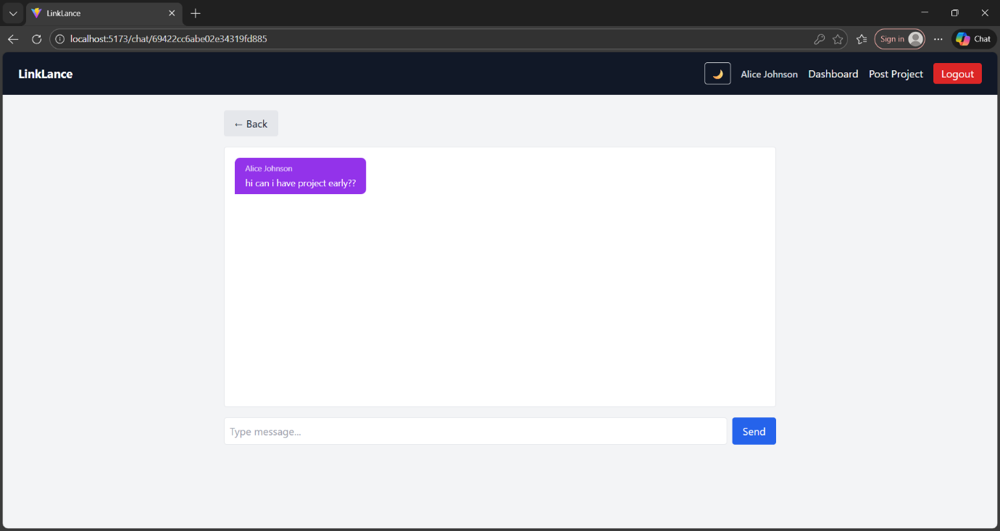 LinkLance
localhost:5173/chat/69422cc6abe02e34319fd885
Sign in
Chat
LinkLance
Alice Johnson Dashboard Post Project Logout
← Back
Alice Johnson
hi can i have project early??
Type message...
Send